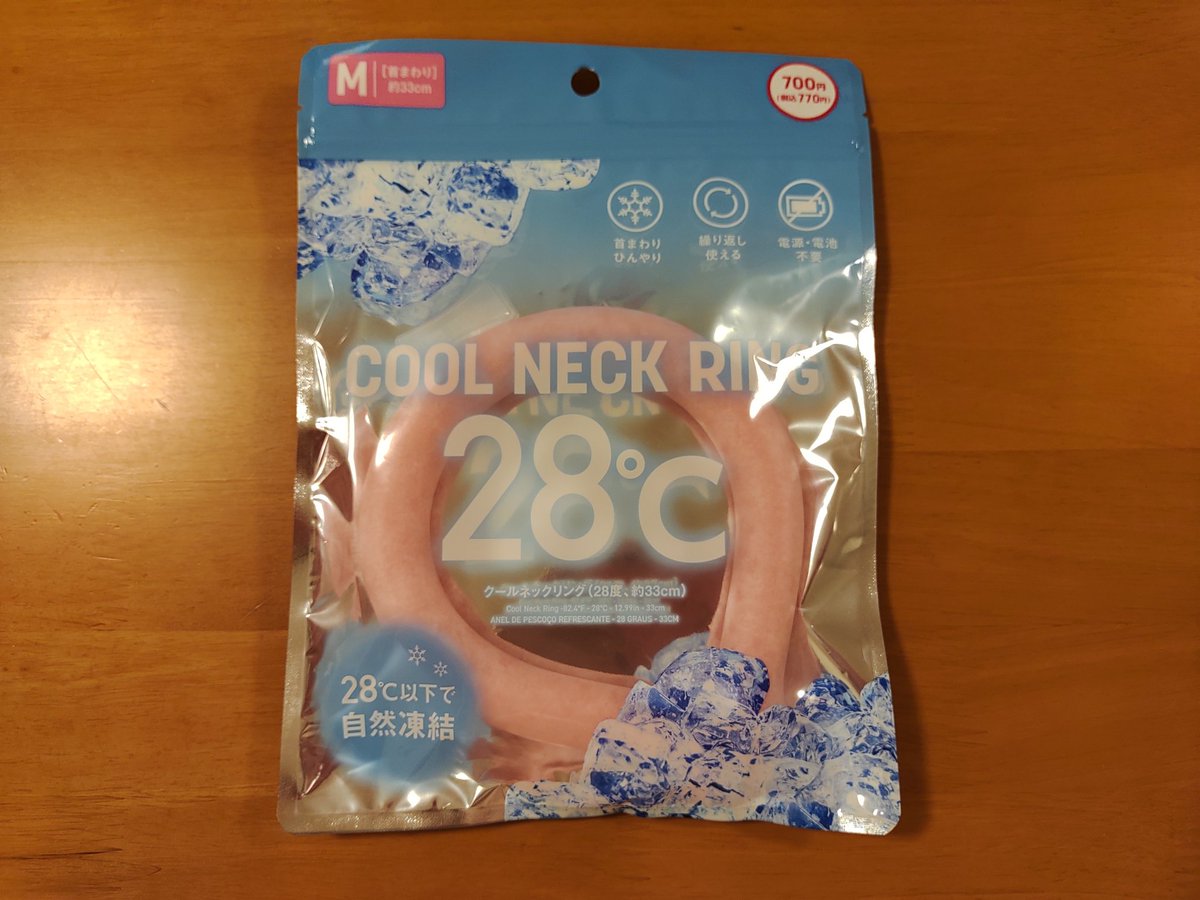 M
[首まわり]
約33cm
700円
(税込770円)
首まわり
ひんやり
繰り返し
使える
電源・電池
不要
COOL NECK RING
28℃
クールネックリング(28度、約33cm)
Cool Neck Ring -82.4°F - 28°C - 12.99in - 33cm -
ANEL DE PESCOÇO REFRESCANTE - 28 GRAUS - 33CM
28℃以下で
自然凍結